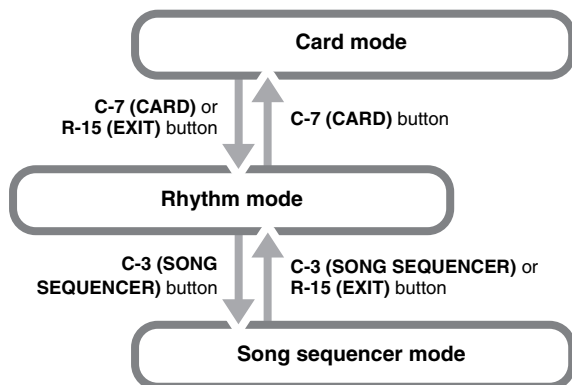 Card mode
C-7 (CARD) or
R-15 (EXIT) button
C-7 (CARD) button
Rhythm mode
C-3 (SONG
SEQUENCER) button
C-3 (SONG SEQUENCER) or
R-15 (EXIT) button
Song sequencer mode